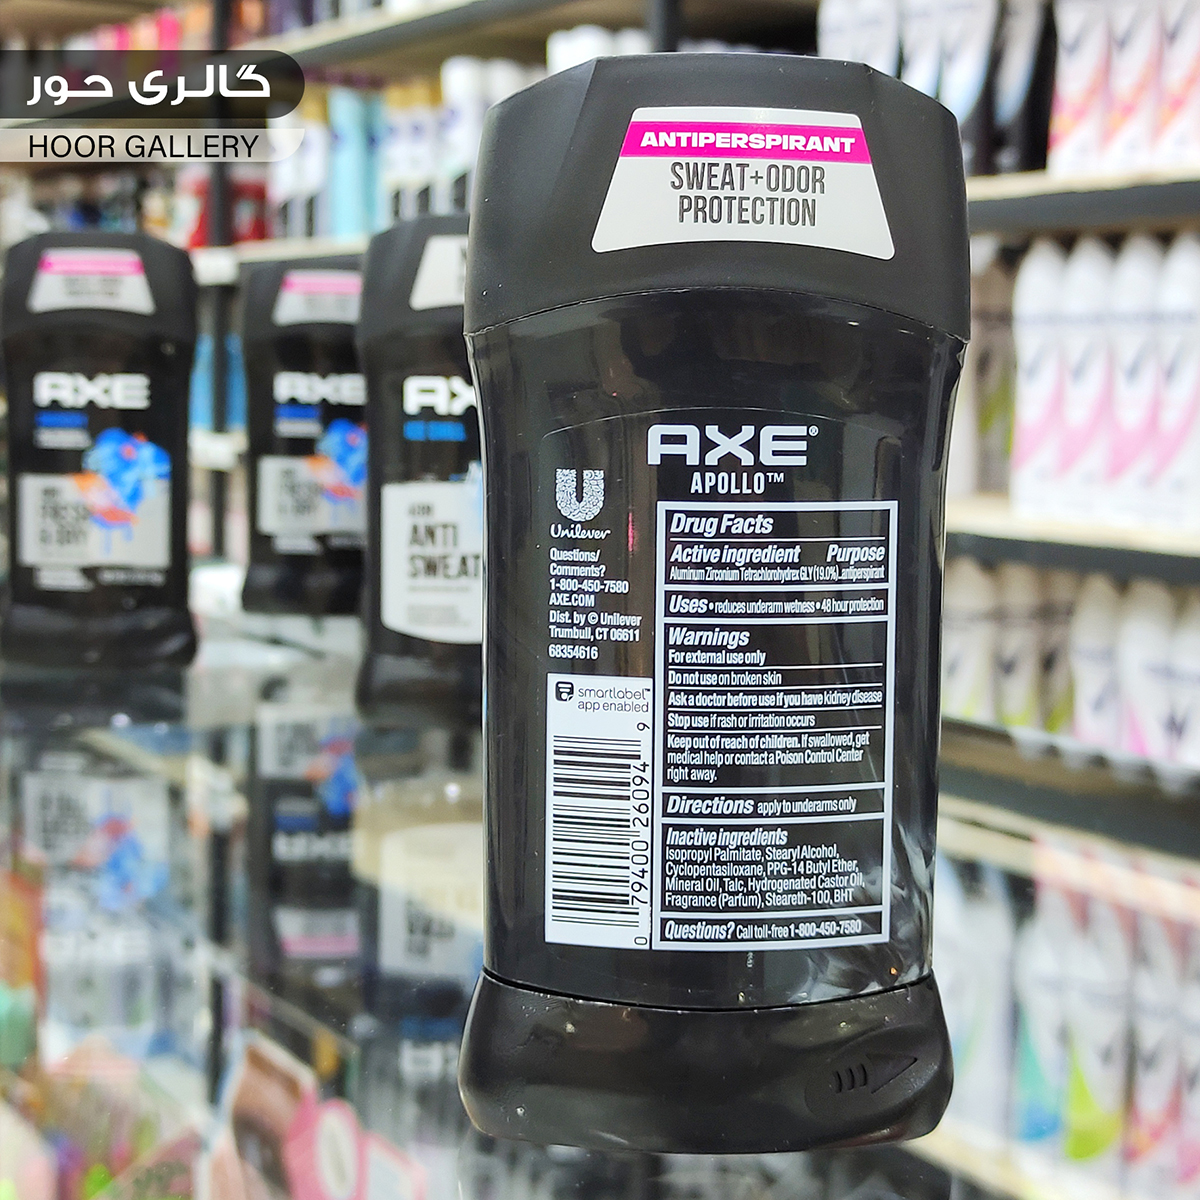 گالری حور
HOOR GALLERY
ANTIPERSPIRANT
SWEAT+ODOR
PROTECTION
AXE®
APOLLO™
Unilever
Questions/
Comments?
1-800-450-7580
AXE.COM
Dist. by © Unilever
Trumbull, CT 06611
68354616
smartlabel™
app enabled
0 79400 26094 9
Drug Facts
Active ingredient Purpose
Aluminum Zirconium Tetrachlorohydrex GLY (19.0%)..antiperspirant
Uses • reduces underarm wetness • 48 hour protection
Warnings
For external use only
Do not use on broken skin
Ask a doctor before use if you have kidney disease
Stop use if rash or irritation occurs
Keep out of reach of children. If swallowed, get
medical help or contact a Poison Control Center
right away.
Directions apply to underarms only
Inactive ingredients
Isopropyl Palmitate, Stearyl Alcohol,
Cyclopentasiloxane, PPG-14 Butyl Ether,
Mineral Oil, Talc, Hydrogenated Castor Oil,
Fragrance (Parfum), Steareth-100, BHT
Questions? Call toll-free 1-800-450-7580
AXE
FRESH
& DRY
AXE
AX
ICE CHILL
ANTI
SWEAT